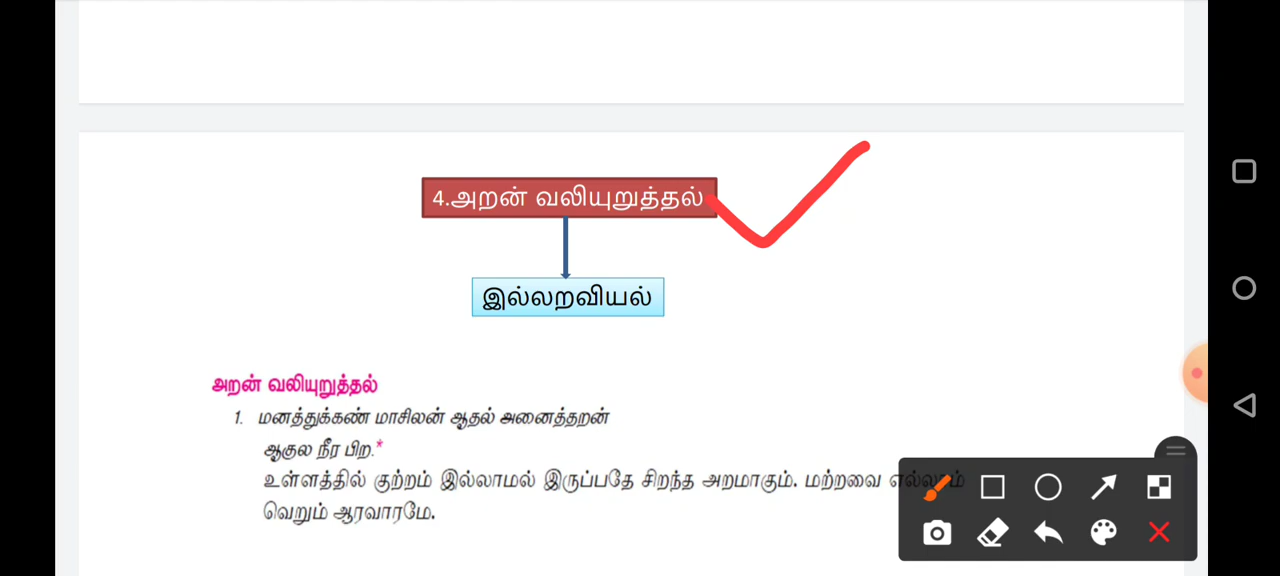 4.அறன் வலியுறுத்தல்
இல்லறவியல்
அறன் வலியுறுத்தல்
1. மனத்துக்கண் மாசிலன் ஆதல் அனைத்தறன்
ஆகுல நீர பிற.*
உள்ளத்தில் குற்றம் இல்லாமல் இருப்பதே சிறந்த அறமாகும். மற்றவை எல்லாம்
வெறும் ஆரவாரமே.